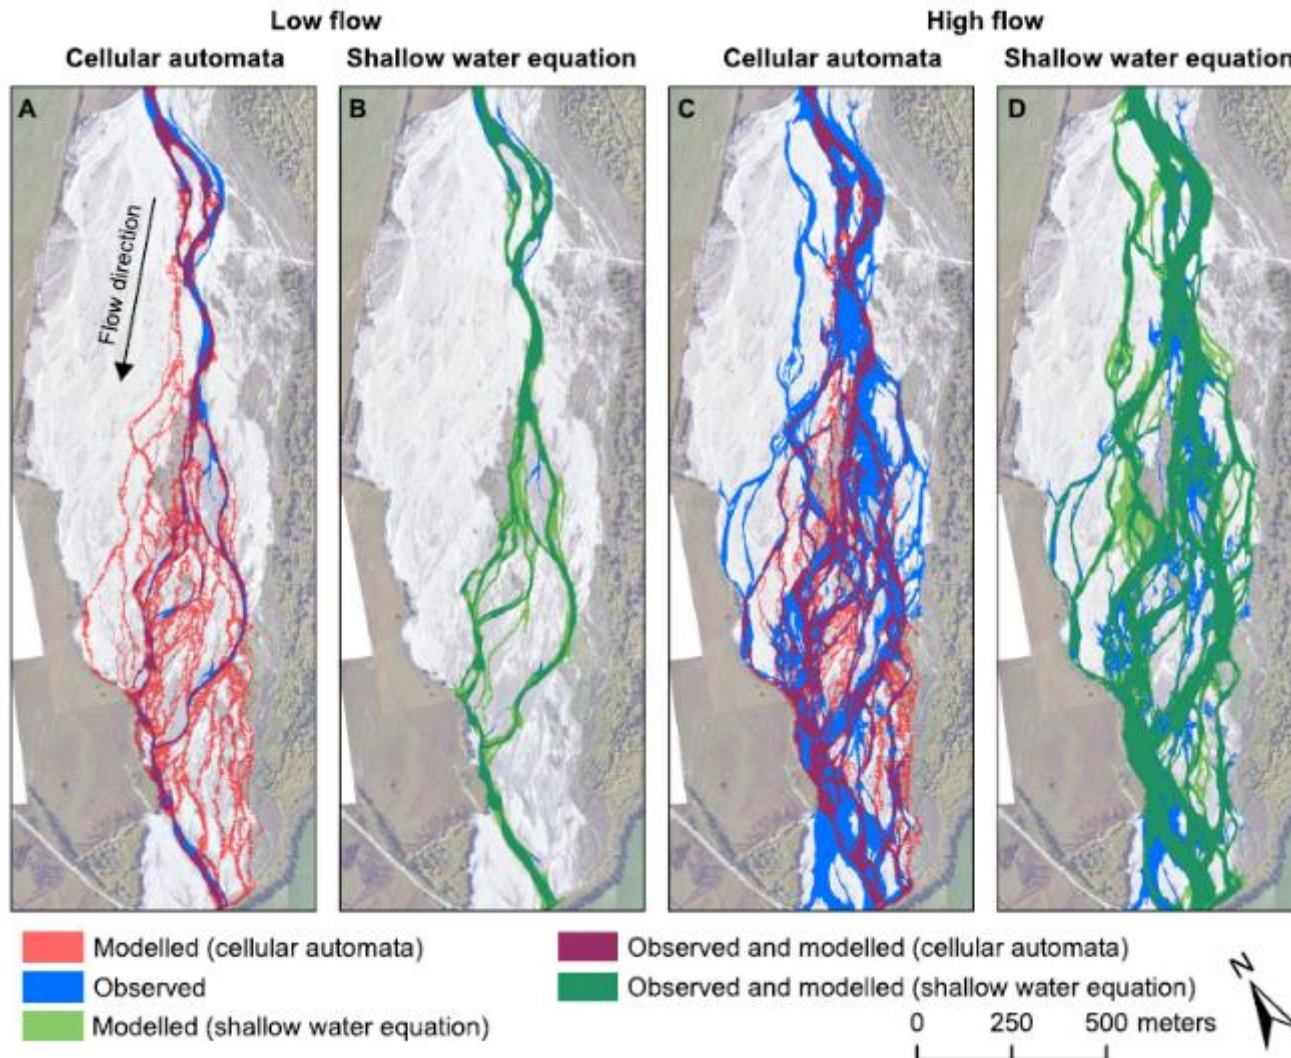 Low flow
High flow
Cellular automata
Shallow water equation
Cellular automata
Shallow water equation
A
B
C
D
Flow direction
Modelled (cellular automata)
Observed
Modelled (shallow water equation)
Observed and modelled (cellular automata)
Observed and modelled (shallow water equation)
N
0 250 500 meters